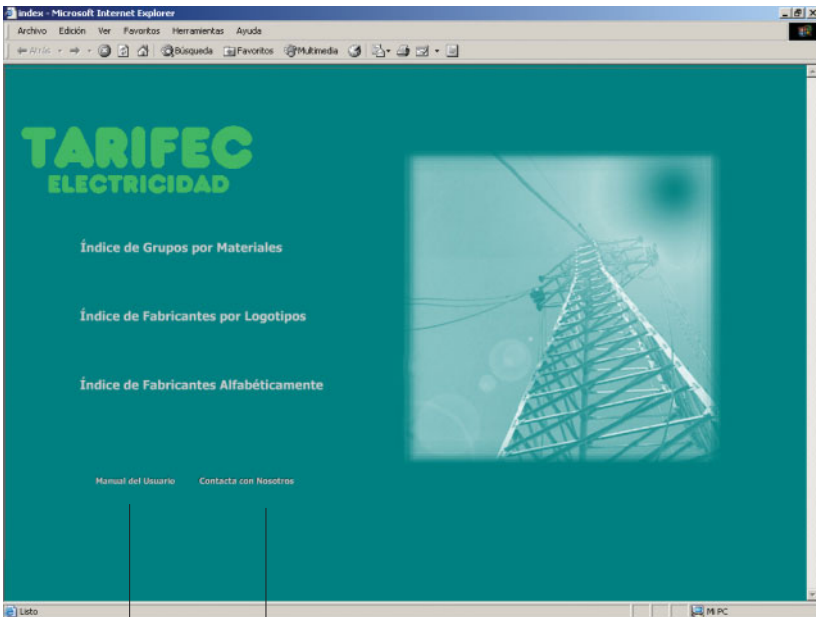 index - Microsoft Internet Explorer
Archivo Edición Ver Favoritos Herramientas Ayuda
Atrás Búsqueda Favoritos Multimedia
TARIFEC
ELECTRICIDAD
Índice de Grupos por Materiales
Índice de Fabricantes por Logotipos
Índice de Fabricantes Alfabéticamente
Manual del Usuario Contacta con Nosotros
Listo Mi PC